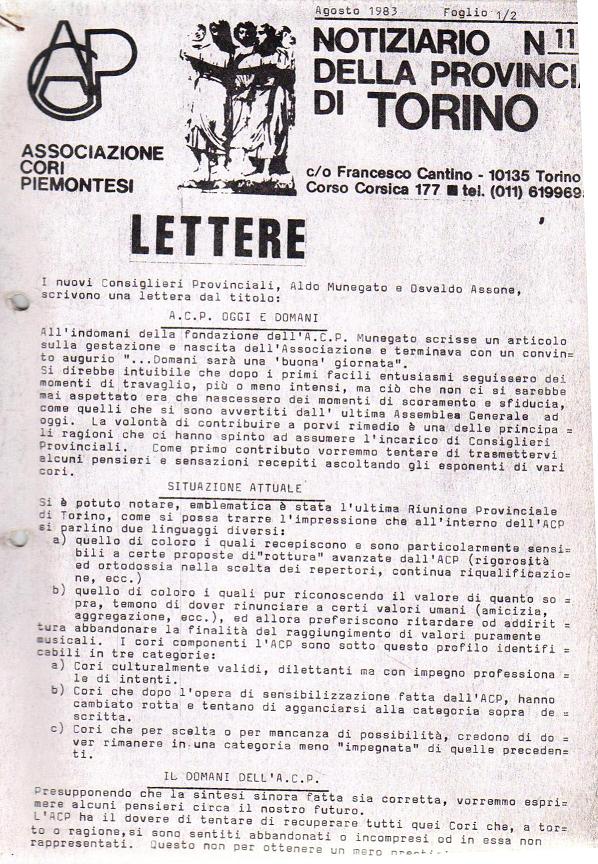 Agosto 1983 Foglio 1/2
ACP
NOTIZIARIO N 11
DELLA PROVINCIA
DI TORINO
ASSOCIAZIONE
CORI
PIEMONTESI
c/o Francesco Cantino - 10135 Torino
Corso Corsica 177 ■ tel. (011) 619969
LETTERE
I nuovi Consiglieri Provinciali, Aldo Munegato e Osvaldo Assone,
scrivono una lettera dal titolo:
A.C.P. OGGI E DOMANI
All'indomani della fondazione dell'A.C.P. Munegato scrisse un articolo
sulla gestazione e nascita dell'Associazione e terminava con un convin=
to augurio "...Domani sarà una 'buona' giornata".
Si direbbe intuibile che dopo i primi facili entusiasmi seguissero dei
momenti di travaglio, più o meno intensi, ma ciò che non ci si sarebbe
mai aspettato era che nascessero dei momenti di scoramento e sfiducia,
come quelli che si sono avvertiti dall' ultima Assemblea Generale ad
oggi. La volontà di contribuire a porvi rimedio è una delle principa =
li ragioni che ci hanno spinto ad assumere l'incarico di Consiglieri
Provinciali. Come primo contributo vorremmo tentare di trasmettervi
alcuni pensieri e sensazioni recepiti ascoltando gli esponenti di vari
cori.
SITUAZIONE ATTUALE
Si è potuto notare, emblematica è stata l'ultima Riunione Provinciale
di Torino, come si possa trarre l'impressione che all'interno dell'ACP
si parlino due linguaggi diversi:
a) quello di coloro i quali recepiscono e sono particolarmente sensi=
bili a certe proposte di"rottura" avanzate dall'ACP (rigorosità
ed ortodossia nella scelta dei repertori, continua riqualificazio=
ne, ecc.)
b) quello di coloro i quali pur riconoscendo il valore di quanto so =
pra, temono di dover rinunciare a certi valori umani (amicizia,
aggregazione, ecc.), ed allora preferiscono ritardare od addirit =
tura abbandonare la finalità del raggiungimento di valori puramente
musicali. I cori componenti l'ACP sono sotto questo profilo identifi =
cabili in tre categorie:
a) Cori culturalmente validi, dilettanti ma con impegno professiona =
le di intenti.
b) Cori che dopo l'opera di sensibilizzazione fatta dall'ACP, hanno
cambiato rotta e tentano di agganciarsi alla categoria sopra de =
scritta.
c) Cori che per scelta o per mancanza di possibilità, credono di do=
ver rimanere in una categoria meno "impegnata" di quelle preceden=
ti.
IL DOMANI DELL'A.C.P.
Presupponendo che la sintesi sinora fatta sia corretta, vorremmo espri=
mere alcuni pensieri circa il nostro futuro.
L'ACP ha il dovere di tentare di recuperare tutti quei Cori che, a tor=
to o ragione,si sono sentiti abbandonati o incompresi od in essa non
rappresentati. Questo non per ottenere un mero